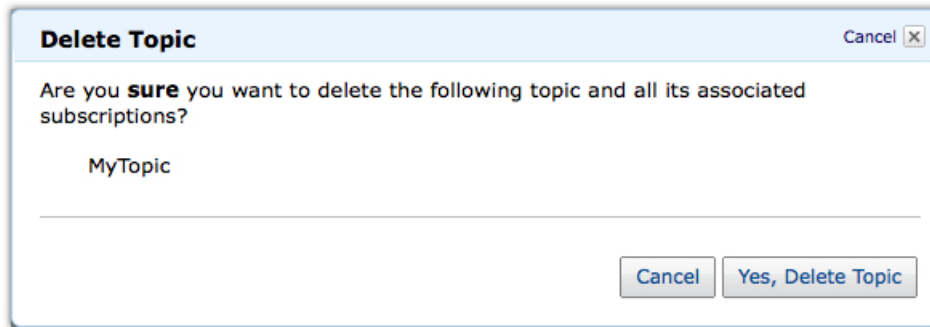 Delete Topic
Cancel
Are you sure you want to delete the following topic and all its associated
subscriptions?
MyTopic
Cancel
Yes, Delete Topic